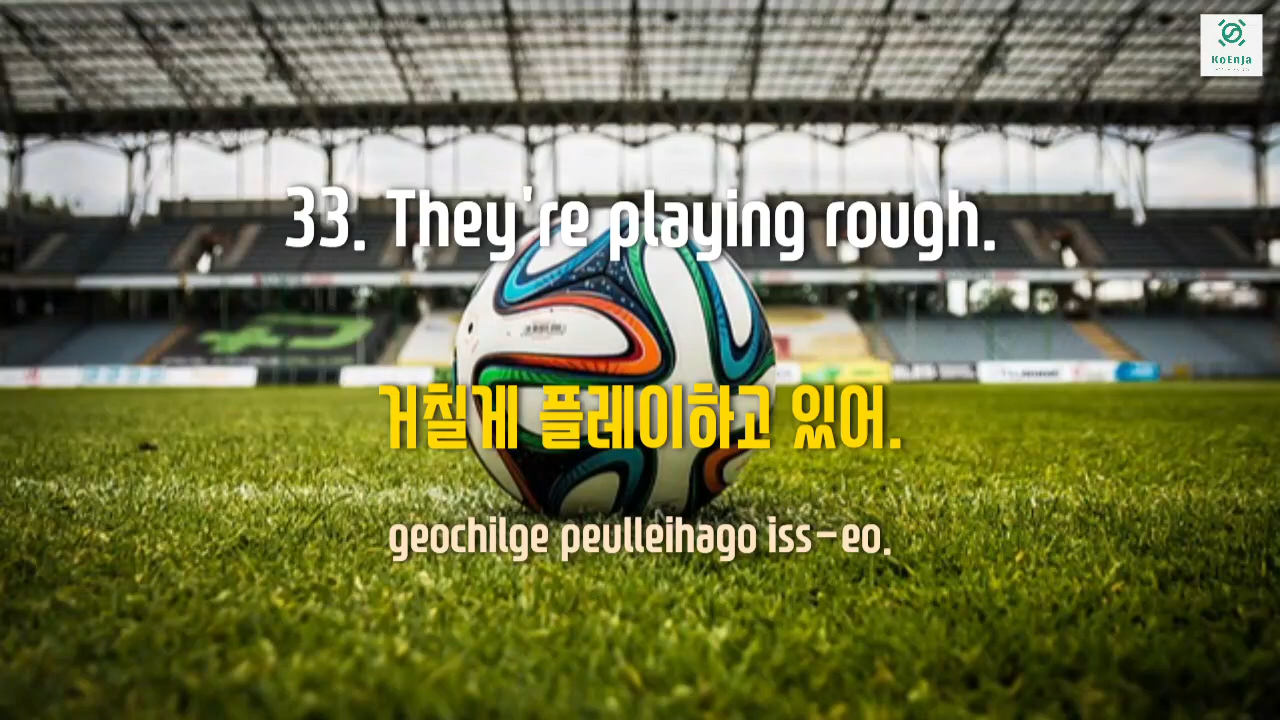 KoEnJa
33. They're playing rough.
거칠게 플레이하고 있어.
geochilge peulleihago iss-eo.